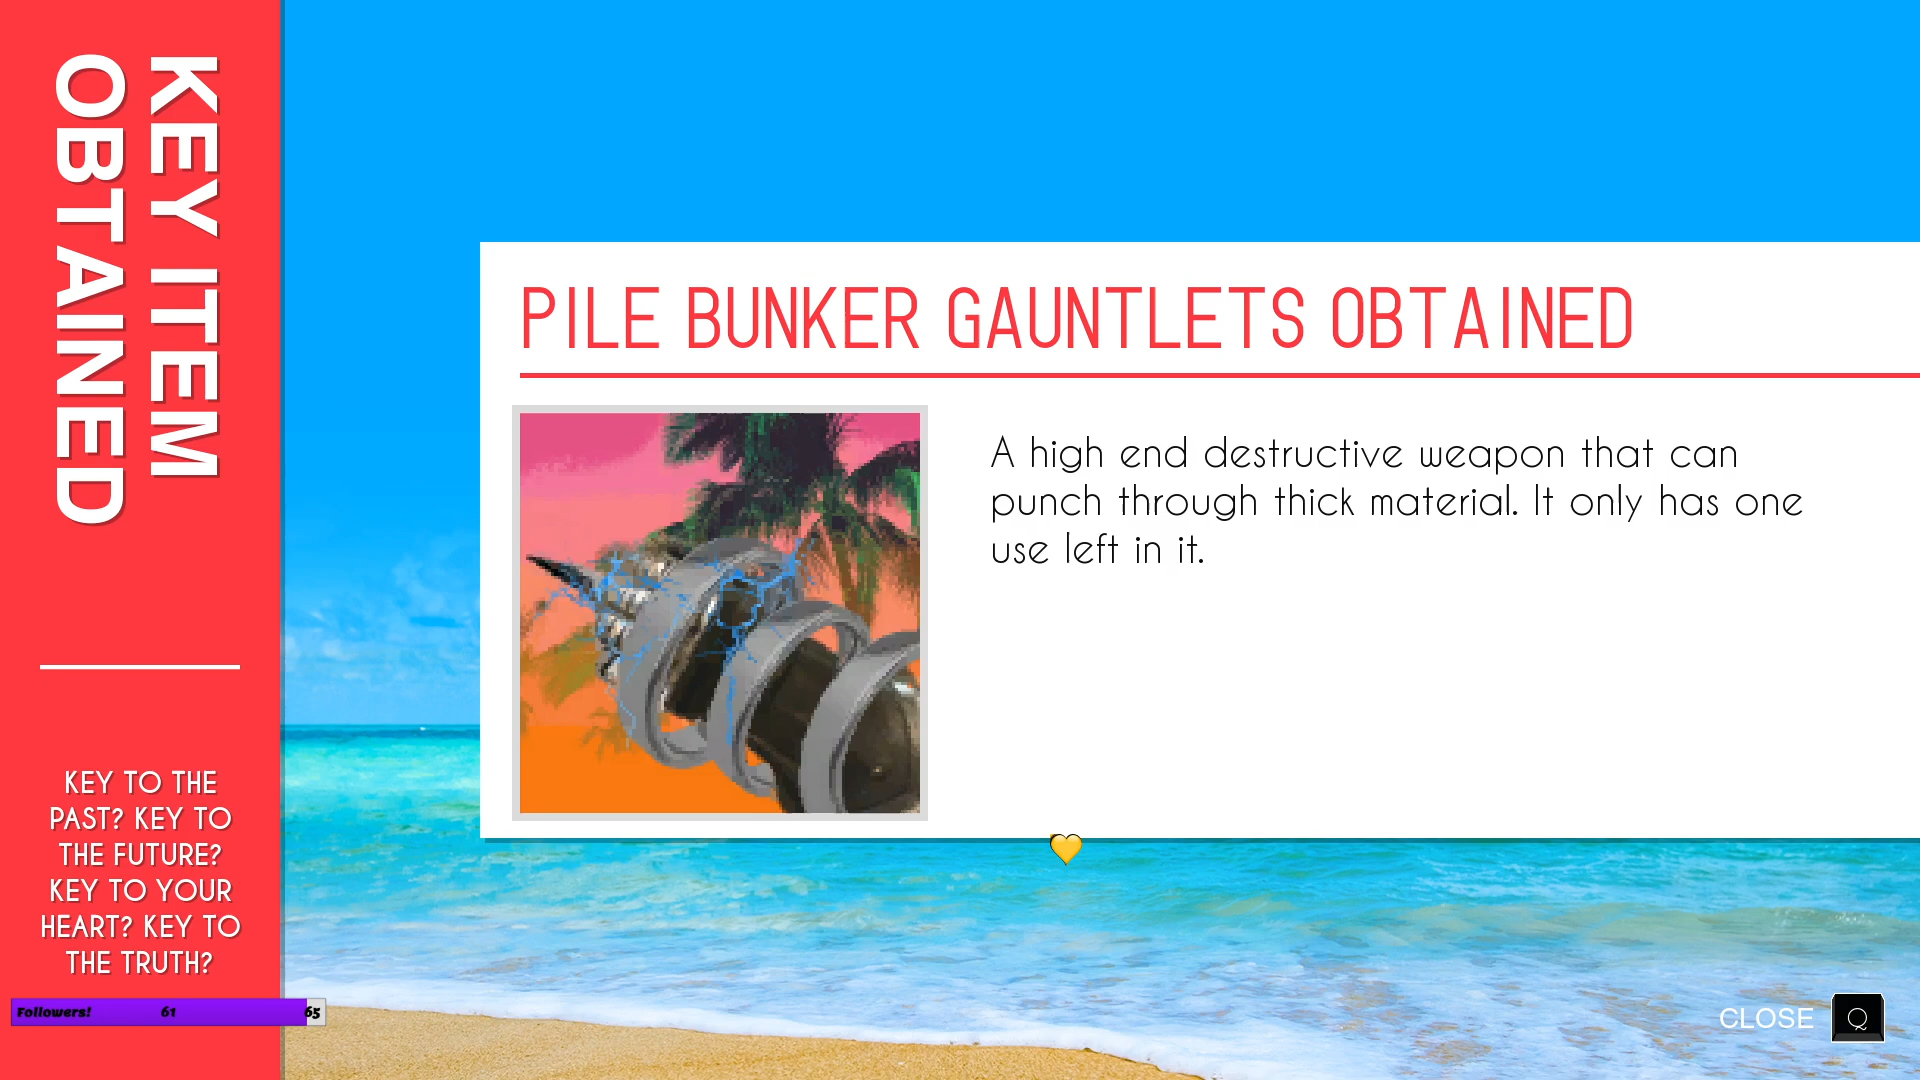 KEY ITEM
OBTAINED
KEY TO THE
PAST? KEY TO
THE FUTURE?
KEY TO YOUR
HEART? KEY TO
THE TRUTH?
Followers! 61 65
PILE BUNKER GAUNTLETS OBTAINED
A high end destructive weapon that can
punch through thick material. It only has one
use left in it.
CLOSE Q